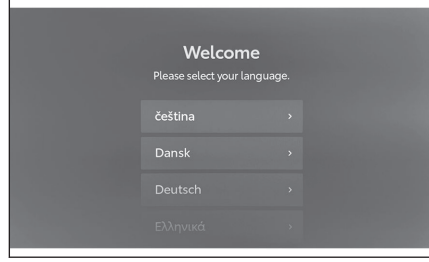 Welcome
Please select your language.
čeština
Dansk
Deutsch
Ελληνικά